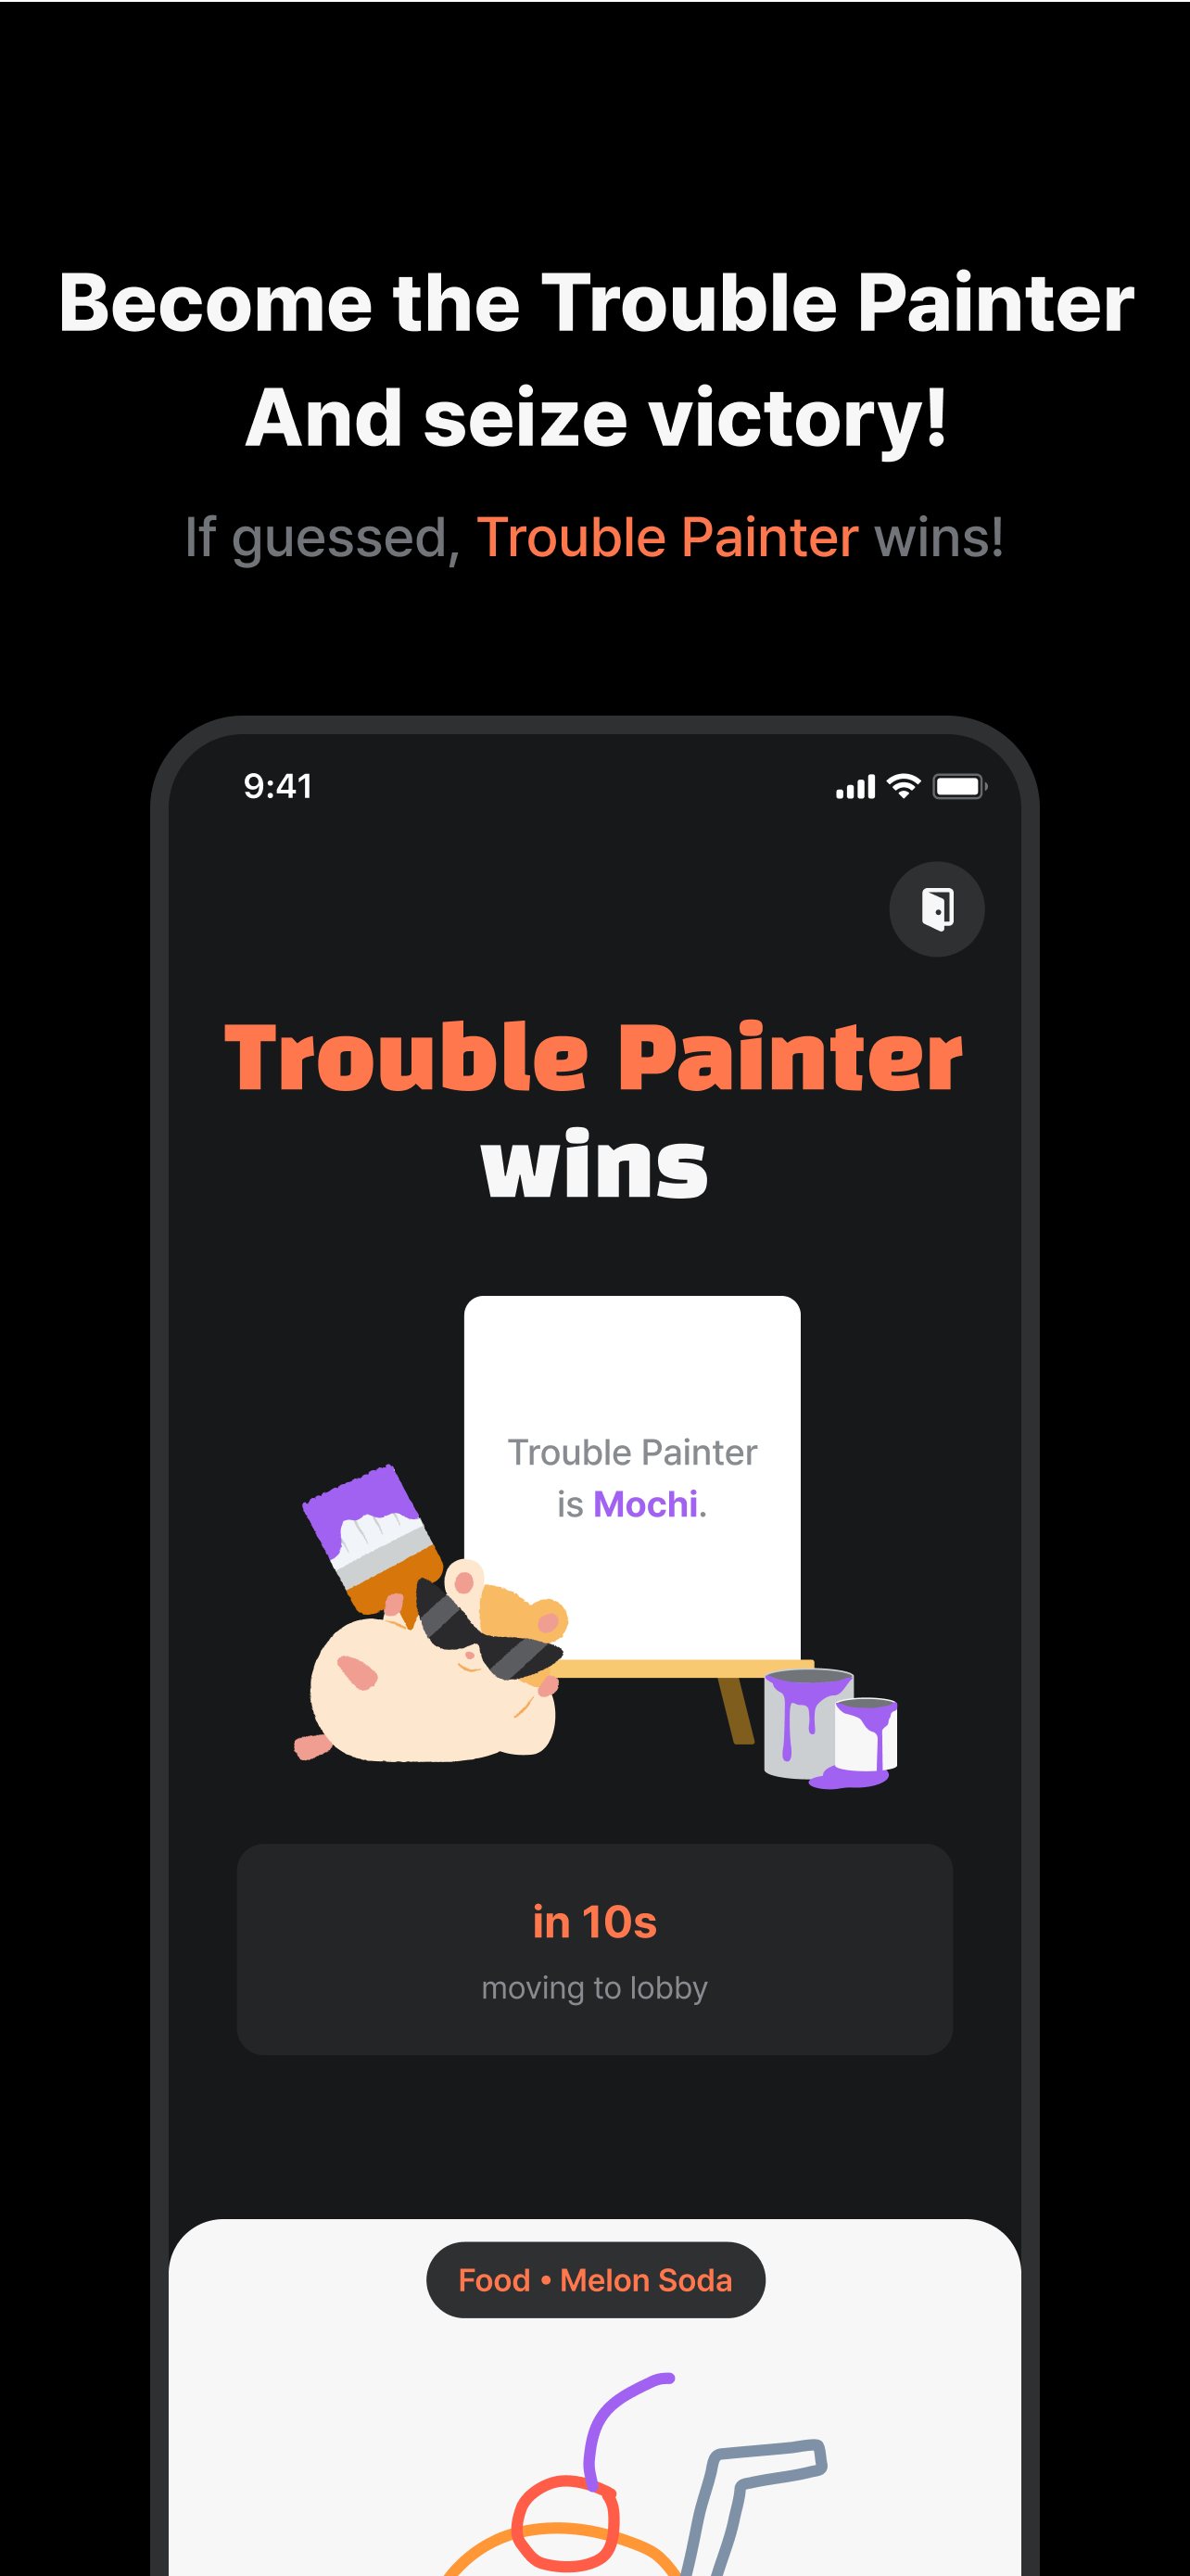 Become the Trouble Painter
And seize victory!
If guessed, Trouble Painter wins!
9:41
Trouble Painter
wins
Trouble Painter
is Mochi.
in 10s
moving to lobby
Food • Melon Soda